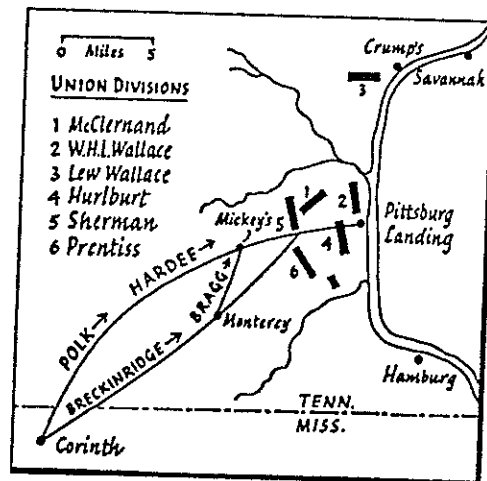 0 Miles 5
UNION DIVISIONS
1 McClernand
2 W.H.L. Wallace
3 Lew Wallace
4 Hurlburt
5 Sherman
6 Prentiss
Crump's
Savannah
3
1
2
5
4
6
Pittsburg
Landing
Mickey's
HARDEE→
POLK→
BRAGG→
BRECKINRIDGE→
Monterey
Hamburg
TENN.
MISS.
Corinth